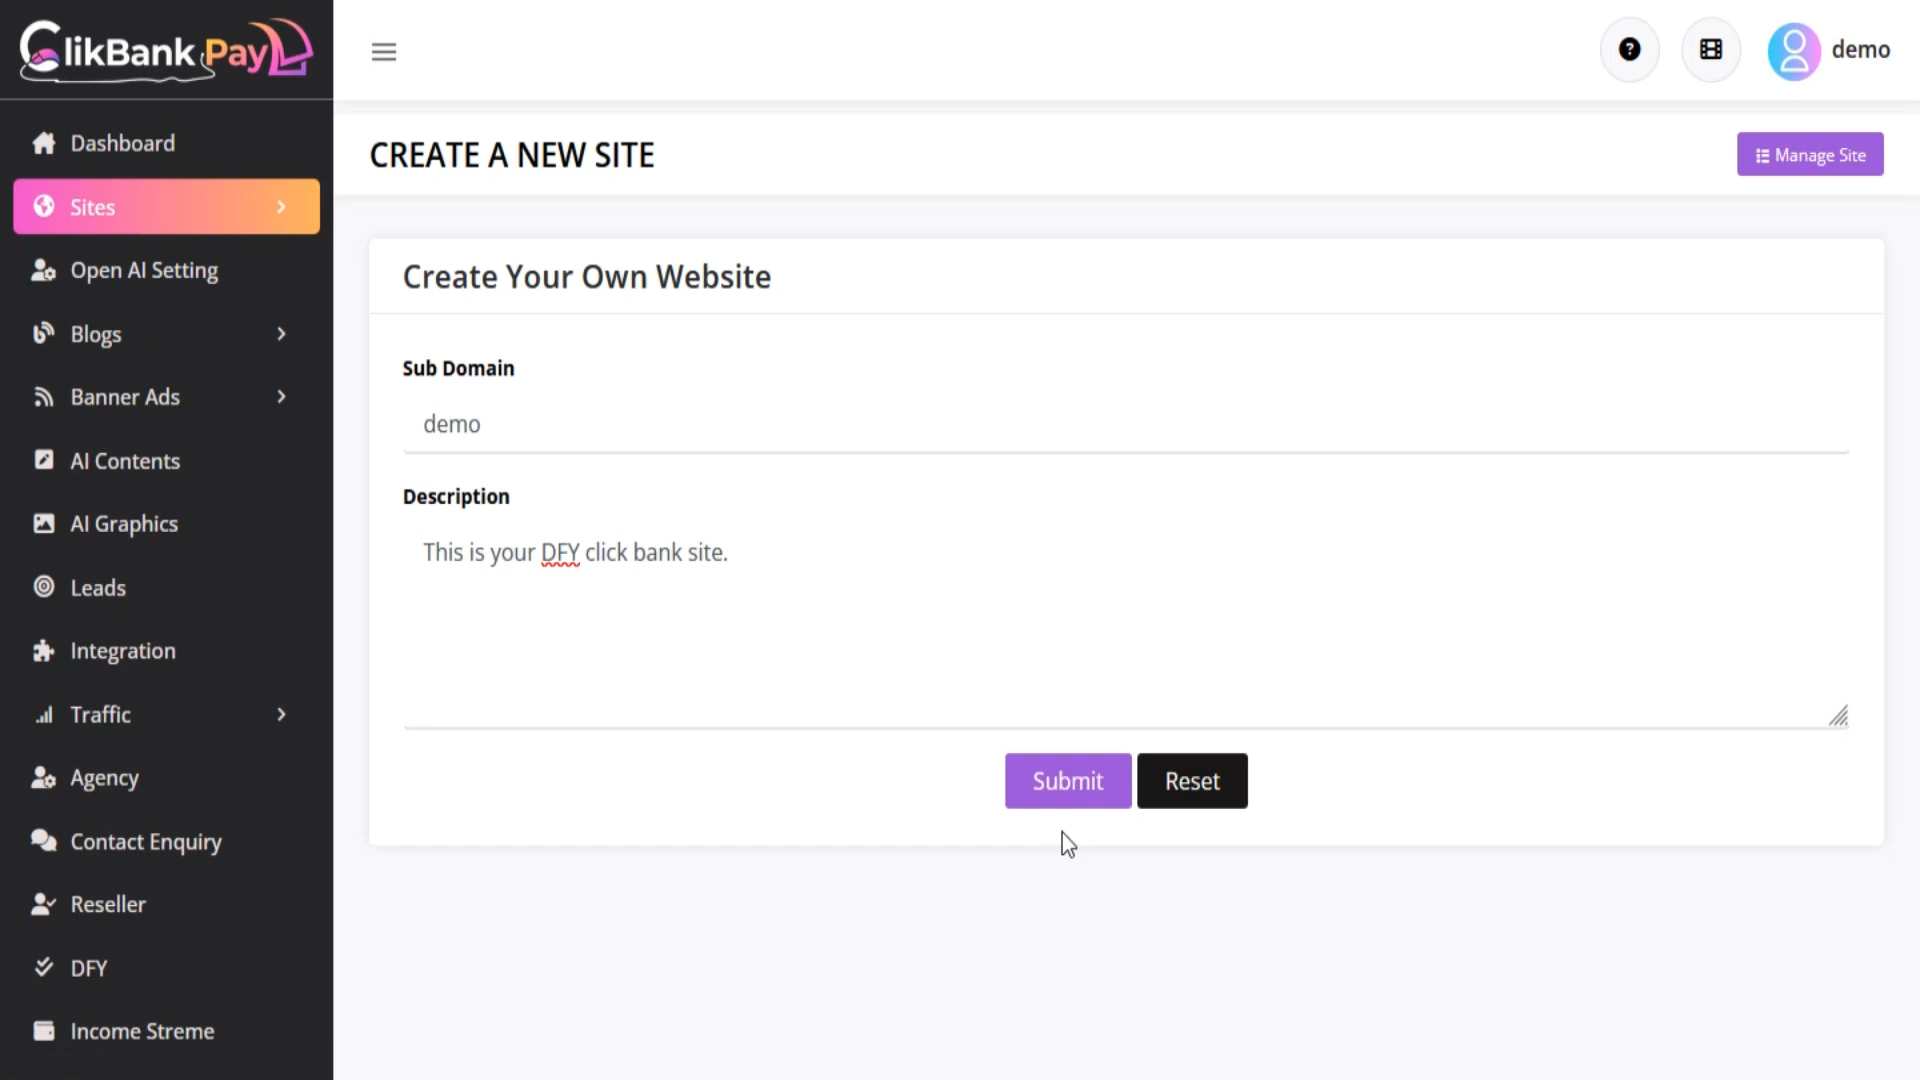 ClikBank PayU
demo
Dashboard
Sites
Open AI Setting
Blogs
Banner Ads
AI Contents
AI Graphics
Leads
Integration
Traffic
Agency
Contact Enquiry
Reseller
DFY
Income Streme
CREATE A NEW SITE
Manage Site
Create Your Own Website
Sub Domain
demo
Description
This is your DFY click bank site.
Submit Reset